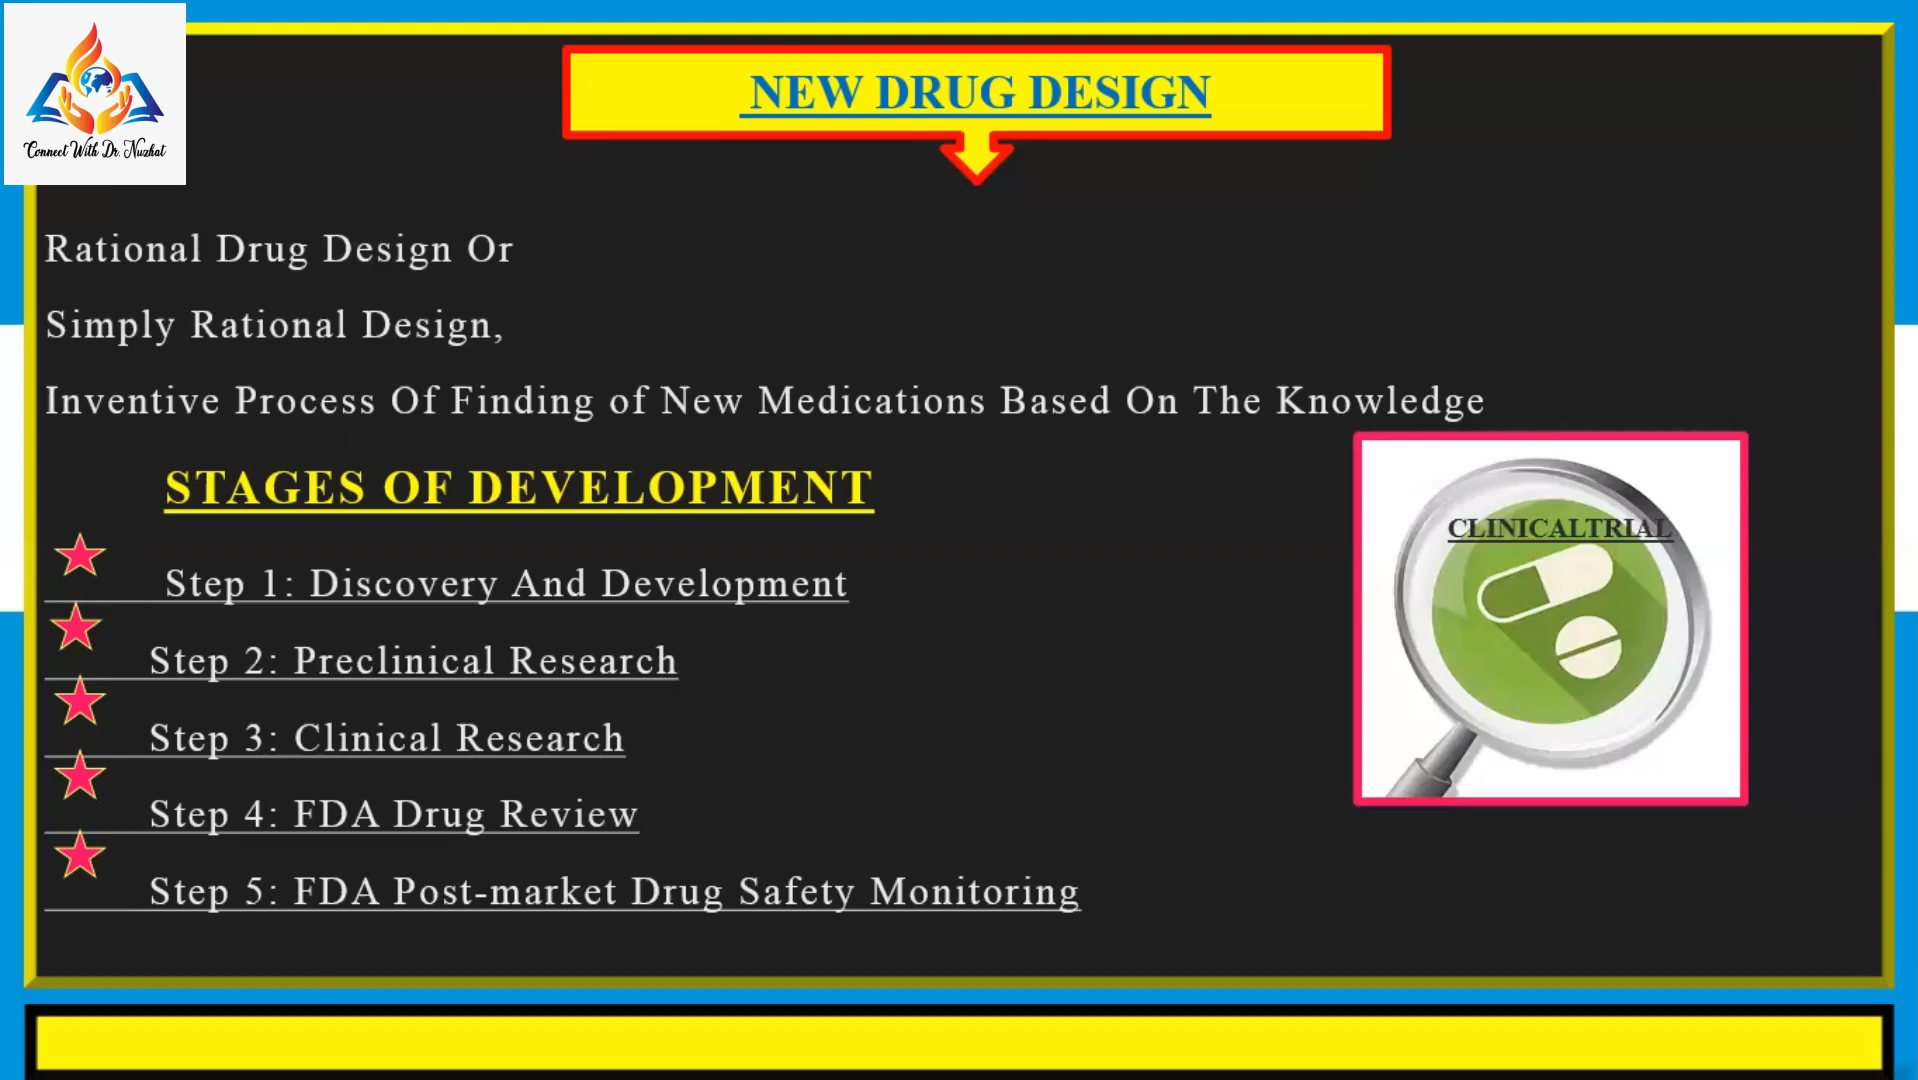 Connect With Dr. Nuzhat
NEW DRUG DESIGN
Rational Drug Design Or
Simply Rational Design,
Inventive Process Of Finding of New Medications Based On The Knowledge
STAGES OF DEVELOPMENT
Step 1: Discovery And Development
Step 2: Preclinical Research
Step 3: Clinical Research
Step 4: FDA Drug Review
Step 5: FDA Post-market Drug Safety Monitoring
CLINICALTRIAL